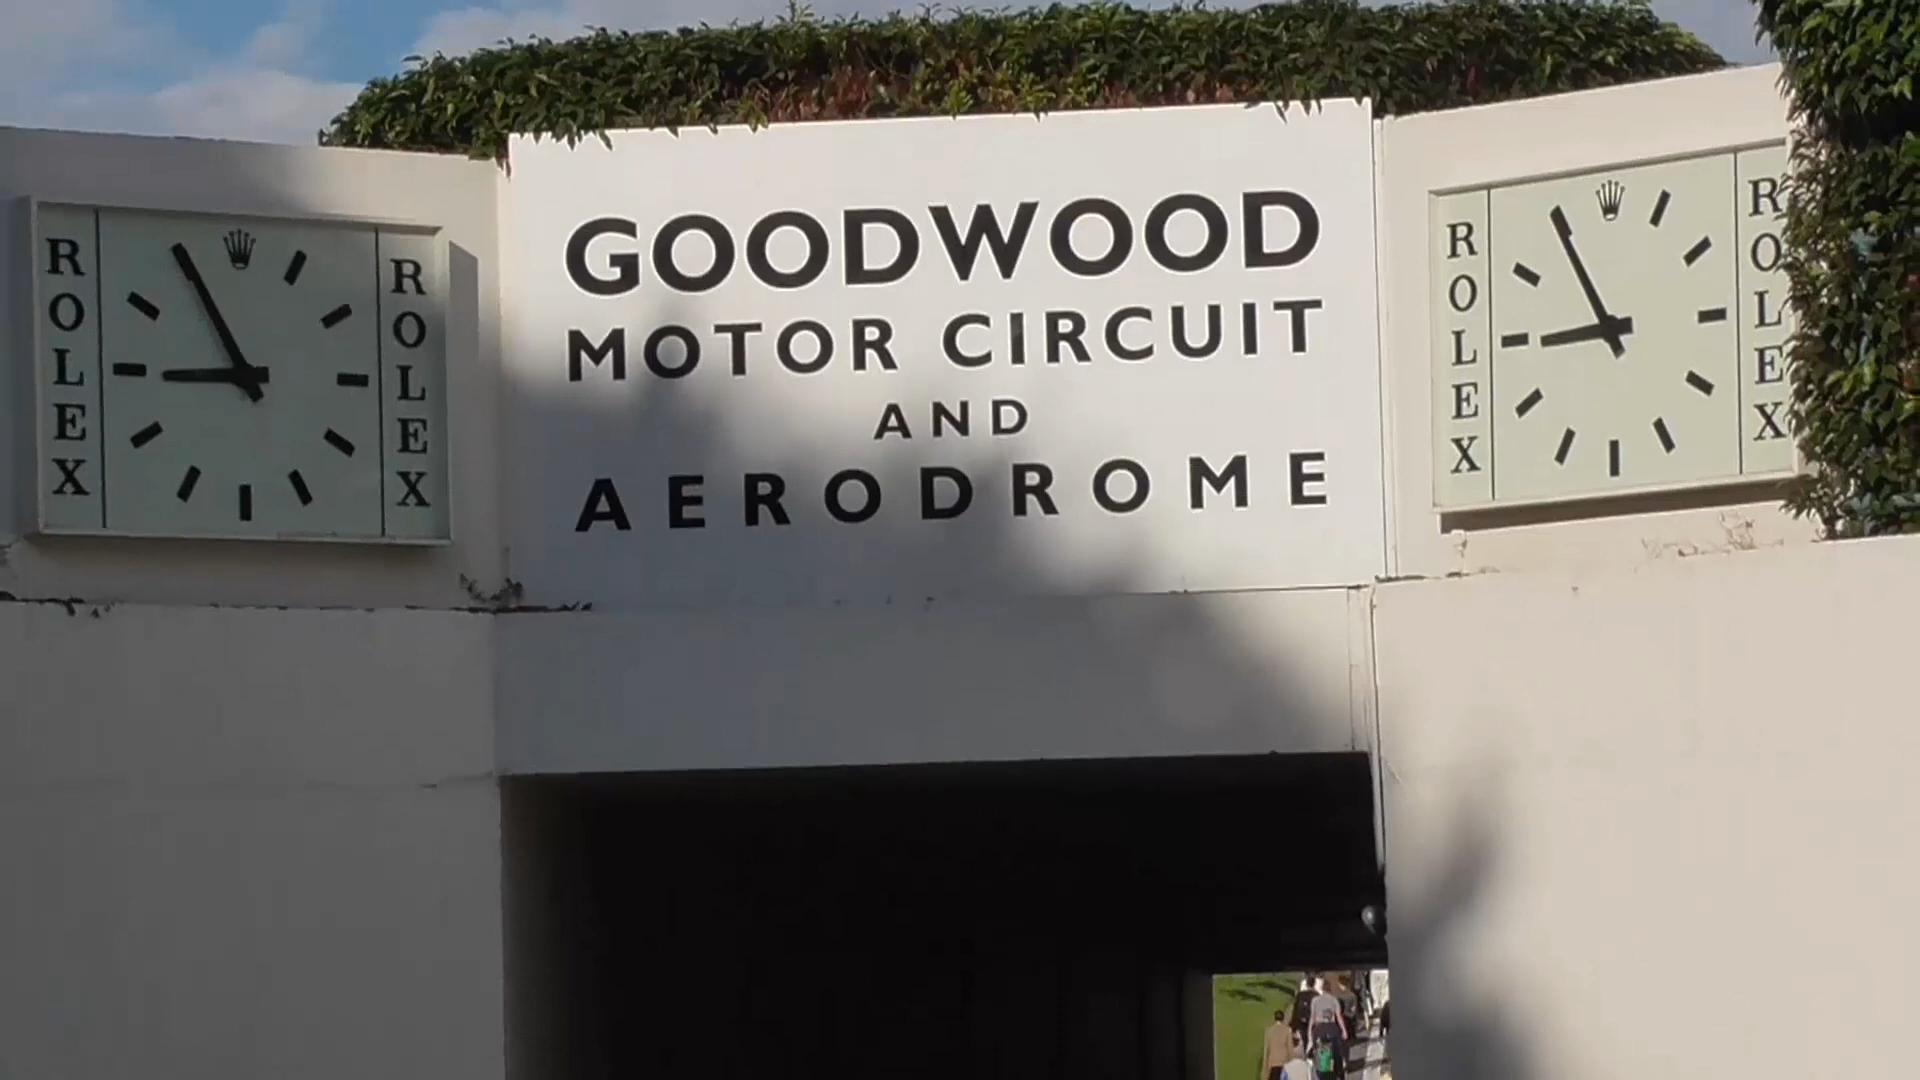 ROLEX
ROLEX
GOODWOOD
MOTOR CIRCUIT
AND
AERODROME
ROLEX
ROLEX